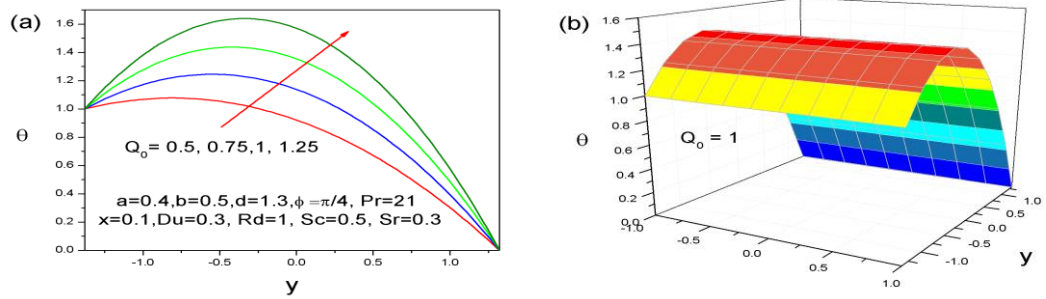 (a)
1.6
1.4
1.2
1.0
0.8
0.6
0.4
0.2
0.0
θ
Qo= 0.5, 0.75,1, 1.25
a=0.4,b=0.5,d=1.3,ϕ =π/4, Pr=21
x=0.1,Du=0.3, Rd=1, Sc=0.5, Sr=0.3
-1.0 -0.5 0.0 0.5 1.0
y
(b)
1.6
1.4
1.2
1.0
0.8
0.6
0.4
0.2
0.0
θ
Qo = 1
-1.0 -0.5 0.0 0.5 1.0
-1.0 -0.5 0.0 0.5 1.0
y